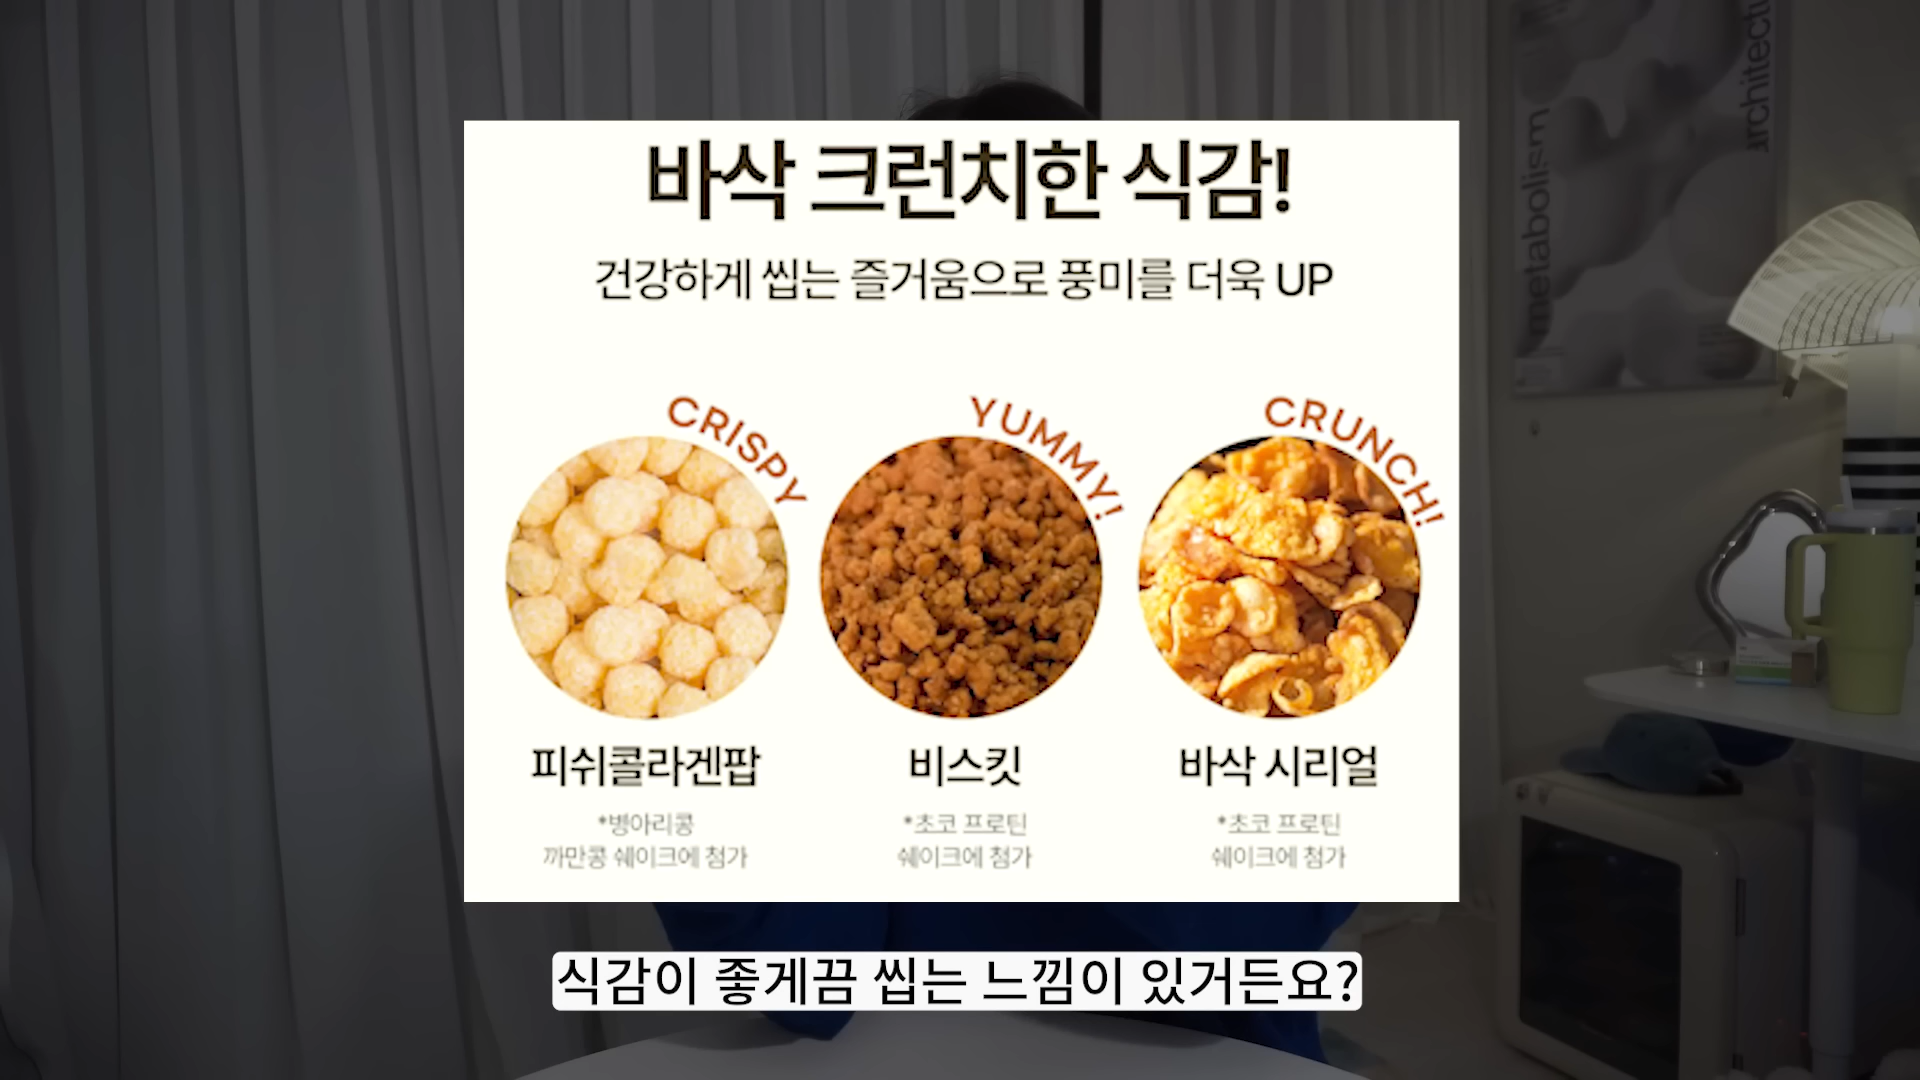 바삭 크런치한 식감!
건강하게 씹는 즐거움으로 풍미를 더욱 UP
CRISPY
YUMMY!
CRUNCH!
피쉬콜라겐팝
비스킷
바삭 시리얼
*병아리콩
까만콩 쉐이크에 첨가
*초코 프로틴
쉐이크에 첨가
*초코 프로틴
쉐이크에 첨가
식감이 좋게끔 씹는 느낌이 있거든요?
metabolism
architectu